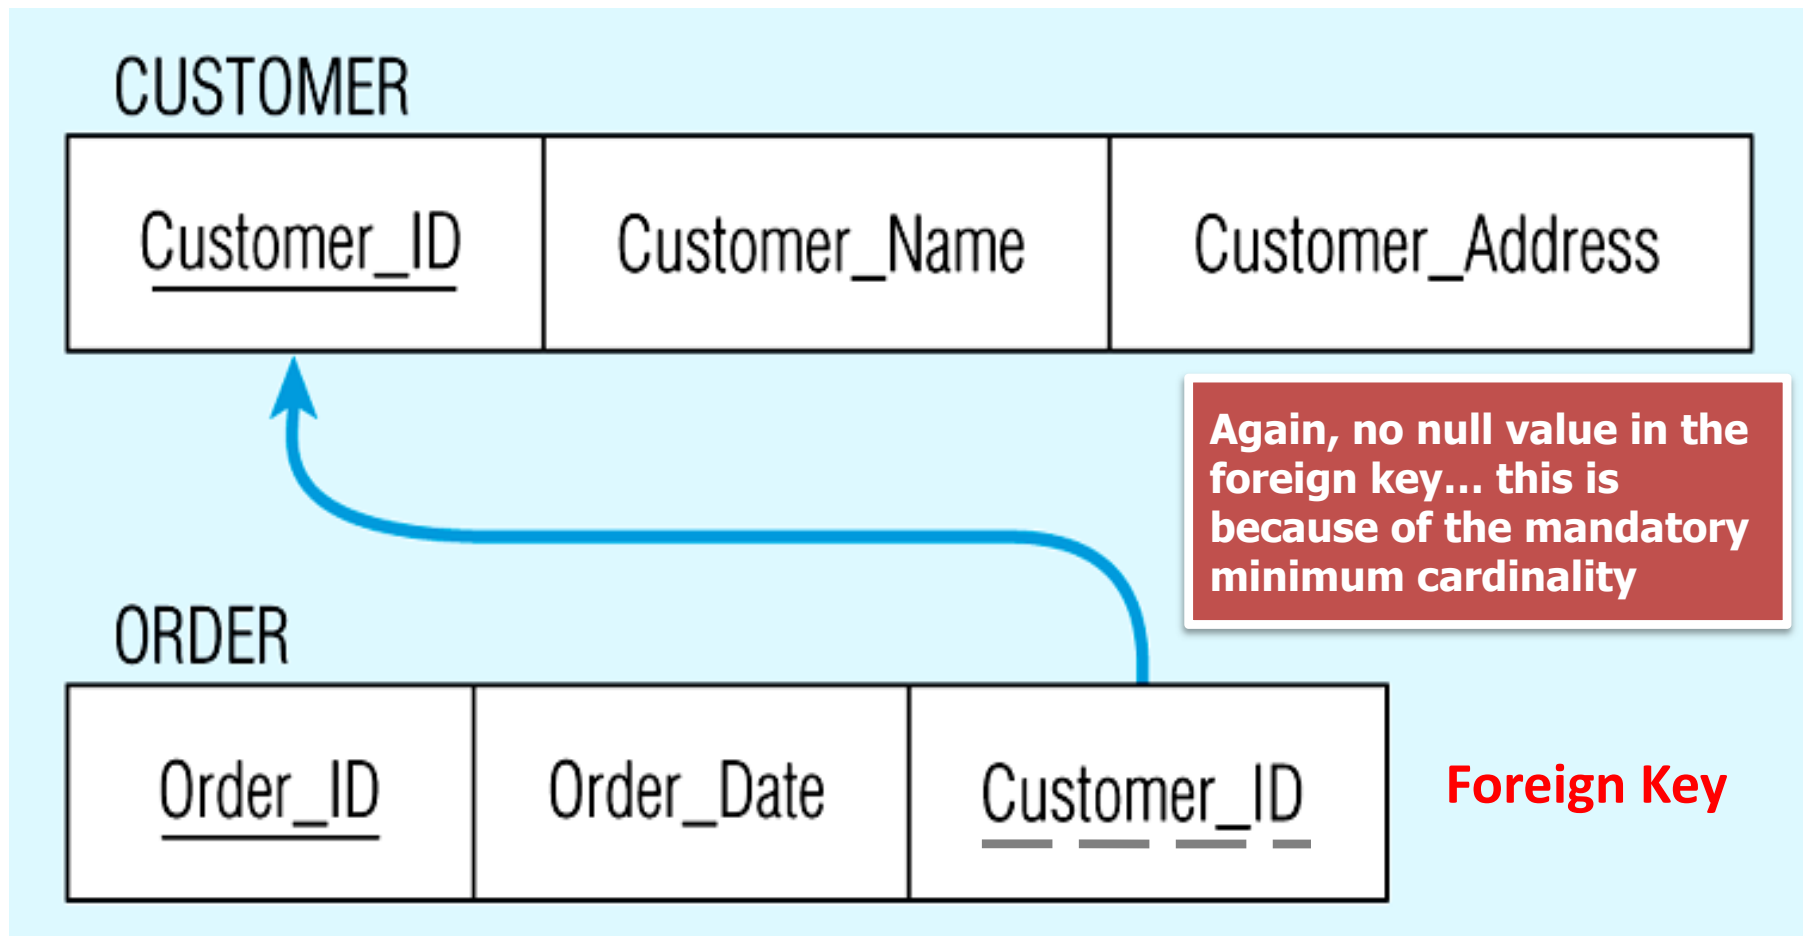 CUSTOMER
Customer_ID
Customer_Name
Customer_Address
Again, no null value in the
foreign key... this is
because of the mandatory
minimum cardinality
ORDER
Order_ID
Order_Date
Customer_ID
Foreign Key